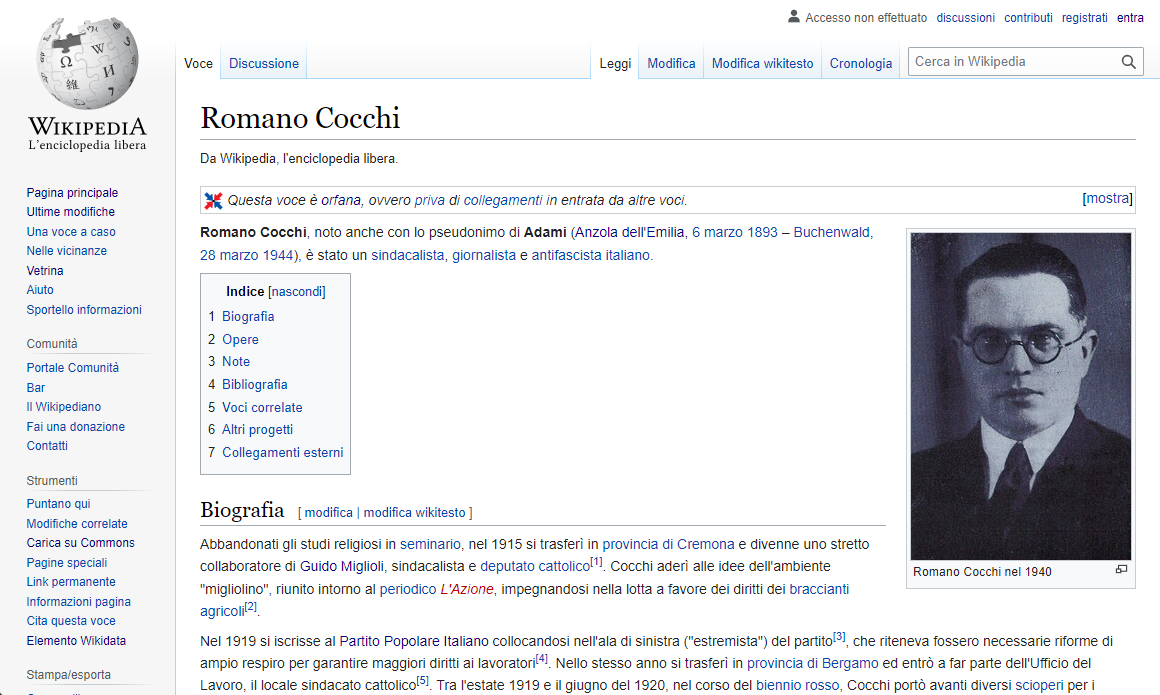 Accesso non effettuato discussioni contributi registrati entra
Voce Discussione Leggi Modifica Modifica wikitesto Cronologia Cerca in Wikipedia
WIKIPEDIA
L'enciclopedia libera
Pagina principale
Ultime modifiche
Una voce a caso
Nelle vicinanze
Vetrina
Aiuto
Sportello informazioni
Comunità
Portale Comunità
Bar
Il Wikipediano
Fai una donazione
Contatti
Strumenti
Puntano qui
Modifiche correlate
Carica su Commons
Pagine speciali
Link permanente
Informazioni pagina
Cita questa voce
Elemento Wikidata
Stampa/esporta
Romano Cocchi
Da Wikipedia, l'enciclopedia libera.
Questa voce è orfana, ovvero priva di collegamenti in entrata da altre voci. [mostra]
Romano Cocchi, noto anche con lo pseudonimo di Adami (Anzola dell'Emilia, 6 marzo 1893 – Buchenwald,
28 marzo 1944), è stato un sindacalista, giornalista e antifascista italiano.
Indice [nascondi]
1 Biografia
2 Opere
3 Note
4 Bibliografia
5 Voci correlate
6 Altri progetti
7 Collegamenti esterni
Romano Cocchi nel 1940
Biografia [ modifica | modifica wikitesto ]
Abbandonati gli studi religiosi in seminario, nel 1915 si trasferì in provincia di Cremona e divenne uno stretto
collaboratore di Guido Miglioli, sindacalista e deputato cattolico[1]. Cocchi aderì alle idee dell'ambiente
"migliolino", riunito intorno al periodico L'Azione, impegnandosi nella lotta a favore dei diritti dei braccianti
agricoli[2].
Nel 1919 si iscrisse al Partito Popolare Italiano collocandosi nell'ala di sinistra ("estremista") del partito[3], che riteneva fossero necessarie riforme di
ampio respiro per garantire maggiori diritti ai lavoratori[4]. Nello stesso anno si trasferì in provincia di Bergamo ed entrò a far parte dell'Ufficio del
Lavoro, il locale sindacato cattolico[5]. Tra l'estate 1919 e il giugno del 1920, nel corso del biennio rosso, Cocchi portò avanti diversi scioperi per i